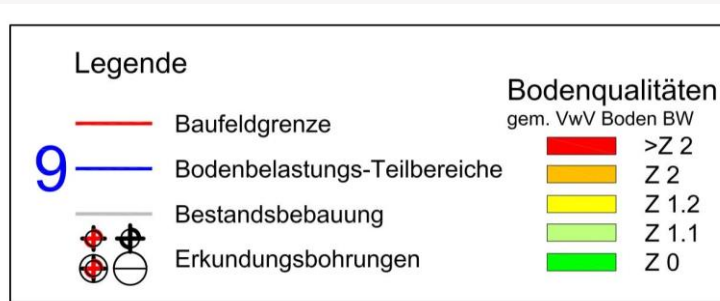 Legende
Baufeldgrenze
9 Bodenbelastungs-Teilbereiche
Bestandsbebauung
Erkundungsbohrungen
Bodenqualitäten
gem. VwV Boden BW
>Z 2
Z 2
Z 1.2
Z 1.1
Z 0